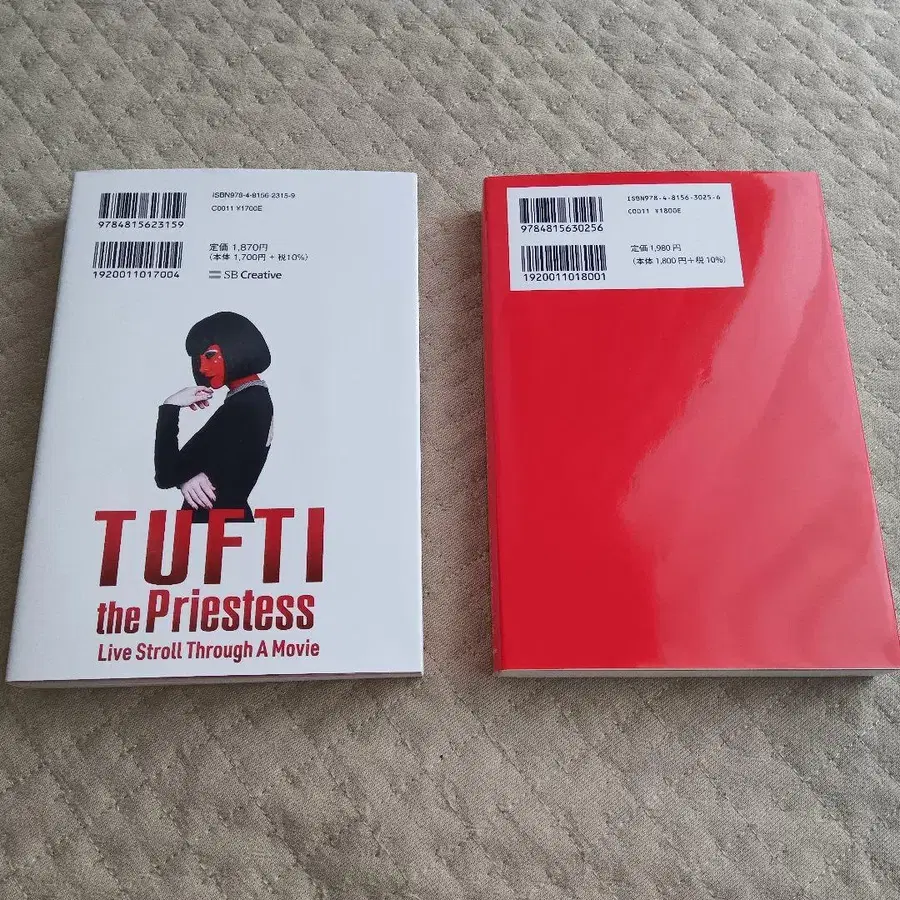 ISBN978-4-8156-2315-9
C0011 ¥1700E
9784815623159
定価 1,870円
(本体 1,700円 + 税10%)
1920011017004
SB Creative
TUFTI
the Priestess
Live Stroll Through A Movie
ISBN978-4-8156-3025-6
C0011 ¥1800E
9784815630256
定価 1,980円
(本体 1,800円+税10%)
1920011018001